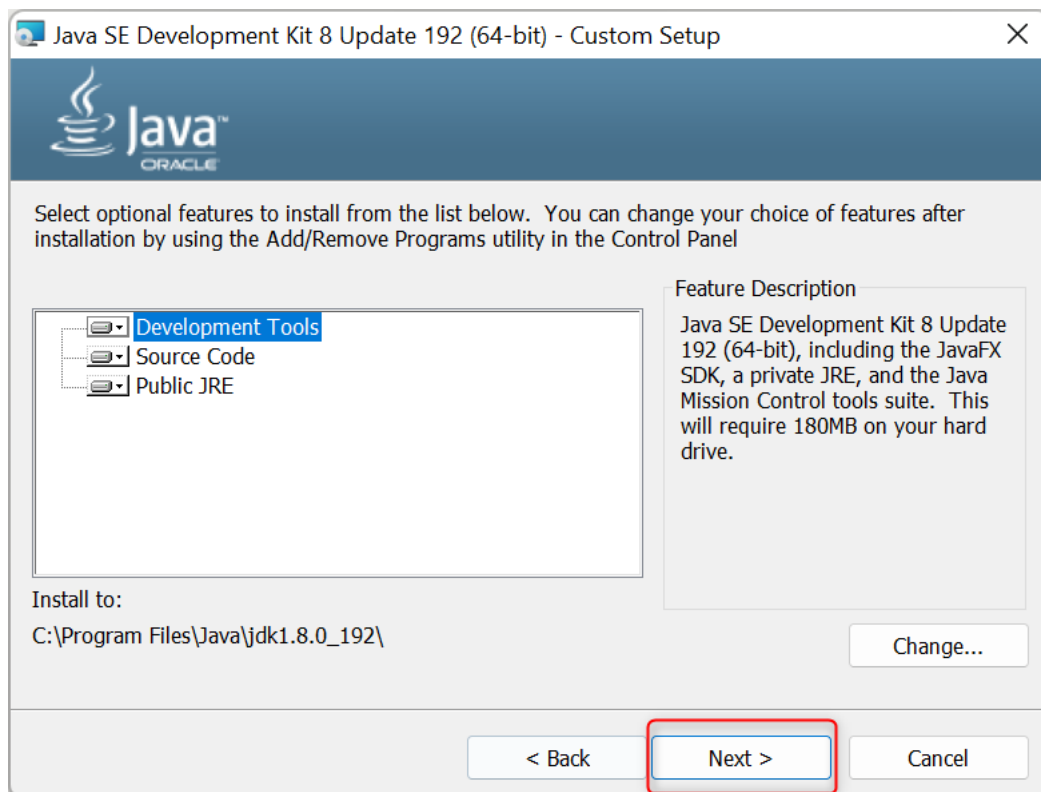 Java SE Development Kit 8 Update 192 (64-bit) - Custom Setup
Java™
ORACLE
Select optional features to install from the list below.  You can change your choice of features after
installation by using the Add/Remove Programs utility in the Control Panel
Development Tools
Source Code
Public JRE
Feature Description
Java SE Development Kit 8 Update
192 (64-bit), including the JavaFX
SDK, a private JRE, and the Java
Mission Control tools suite.  This
will require 180MB on your hard
drive.
Install to:
C:\Program Files\Java\jdk1.8.0_192\
Change...
< Back
Next >
Cancel